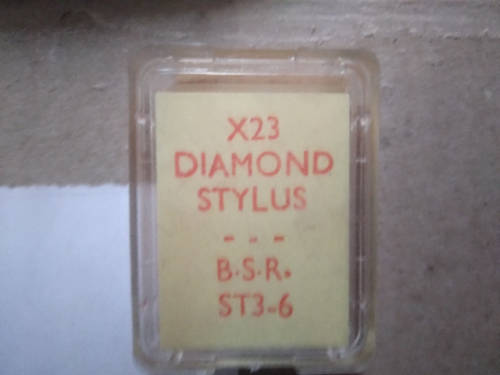 X23
DIAMOND
STYLUS
- - -
B.S.R.
ST3-6